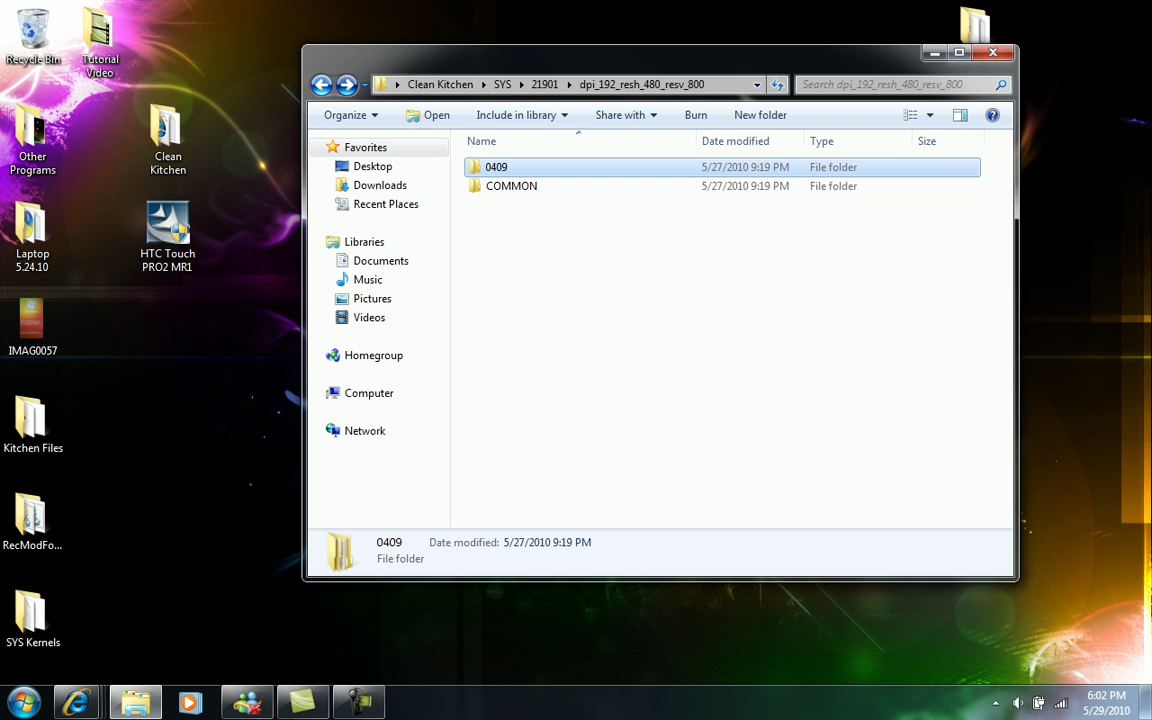 Recycle Bin
Tutorial
Video
Other
Programs
Clean
Kitchen
Laptop
5.24.10
HTC Touch
PRO2 MR1
IMAG0057
Kitchen Files
RecModFo...
SYS Kernels
Clean Kitchen SYS 21901 dpi_192_resh_480_resv_800
Search dpi_192_resh_480_resv_800
Organize Open Include in library Share with Burn New folder
Favorites
Desktop
Downloads
Recent Places
Libraries
Documents
Music
Pictures
Videos
Homegroup
Computer
Network
Name Date modified Type Size
0409 5/27/2010 9:19 PM File folder
COMMON 5/27/2010 9:19 PM File folder
0409 Date modified: 5/27/2010 9:19 PM
File folder
6:02 PM
5/29/2010